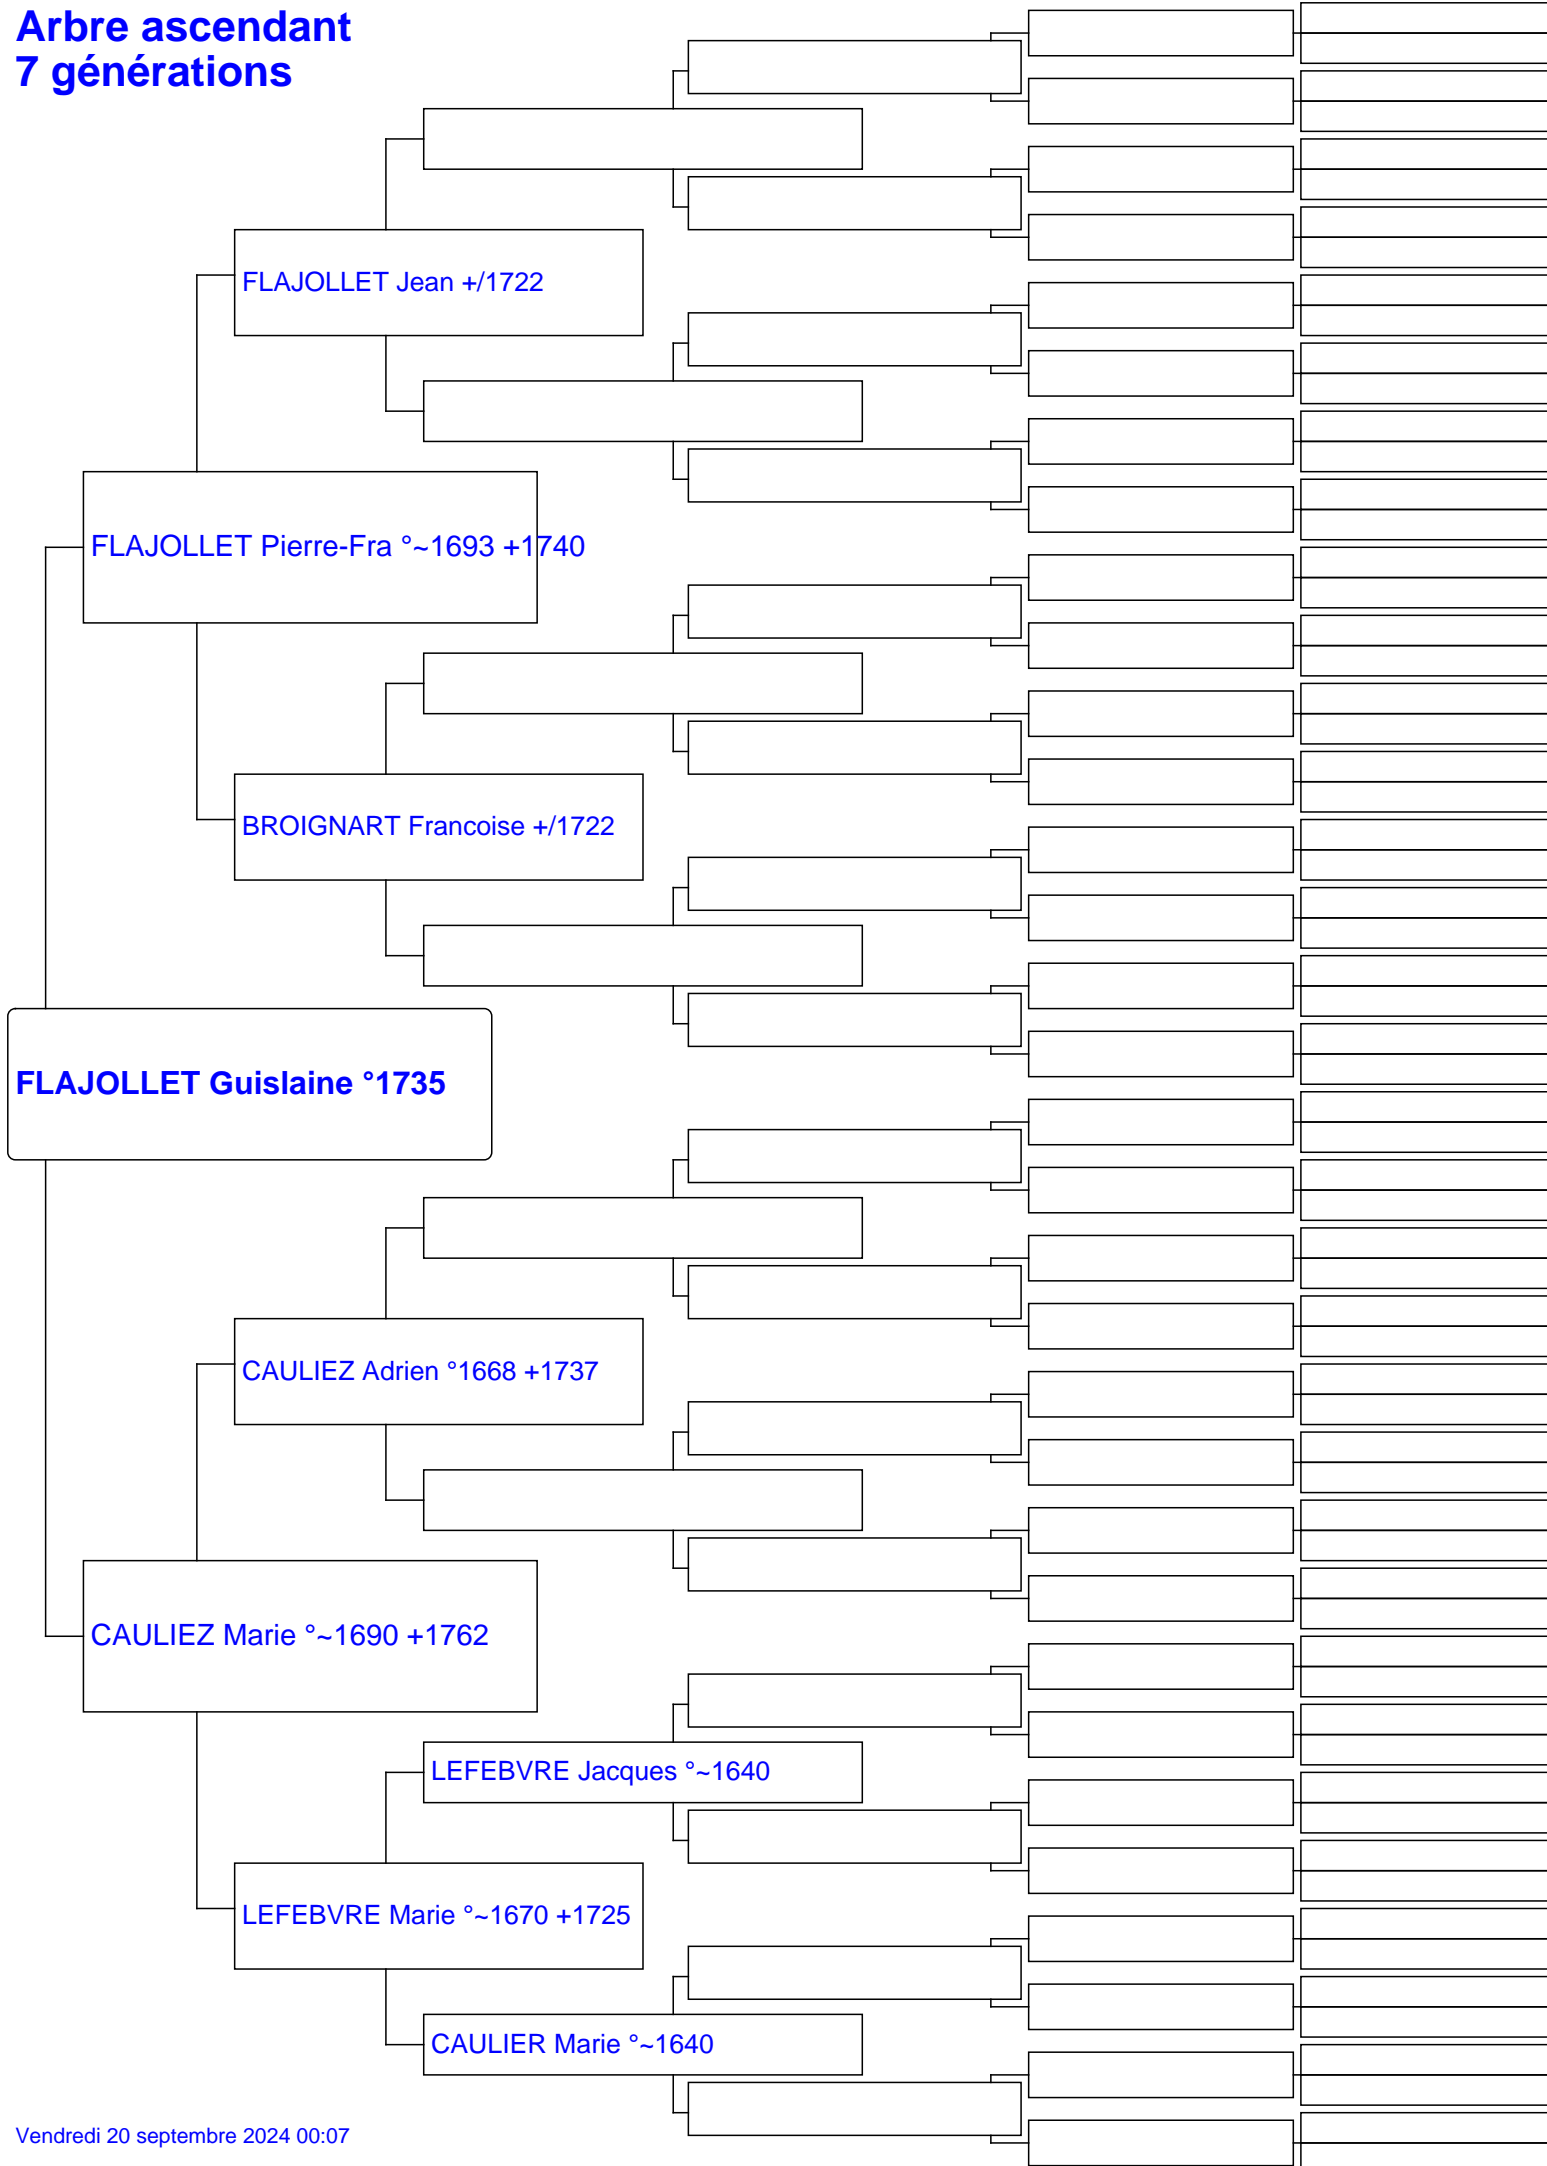 Arbre ascendant
7 générations
FLAJOLLET Jean +/1722
FLAJOLLET Pierre-Fra °~1693 +1740
BROIGNART Francoise +/1722
FLAJOLLET Guislaine °1735
CAULIEZ Adrien °1668 +1737
CAULIEZ Marie °~1690 +1762
LEFEBVRE Jacques °~1640
LEFEBVRE Marie °~1670 +1725
CAULIER Marie °~1640
Vendredi 20 septembre 2024 00:07